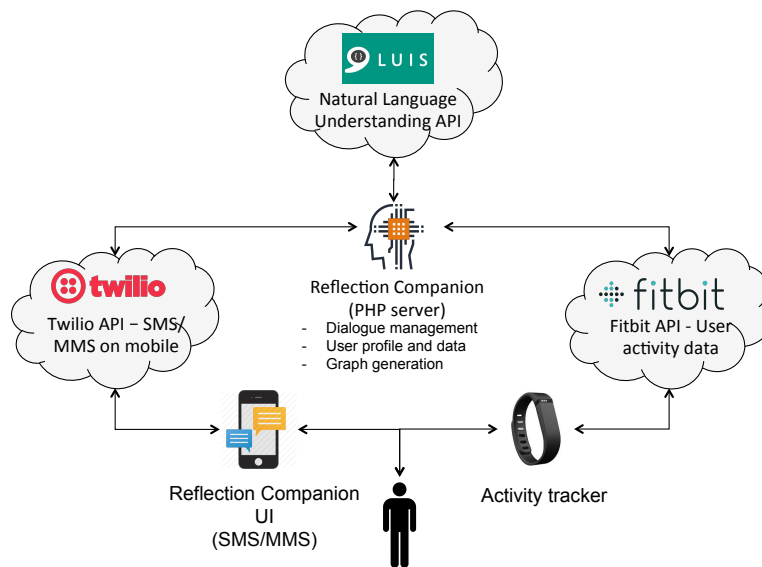 LUIS
Natural Language
Understanding API
twilio
Twilio API – SMS/
MMS on mobile
Reflection Companion
(PHP server)
- Dialogue management
- User profile and data
- Graph generation
fitbit
Fitbit API - User
activity data
Reflection Companion
UI
(SMS/MMS)
Activity tracker